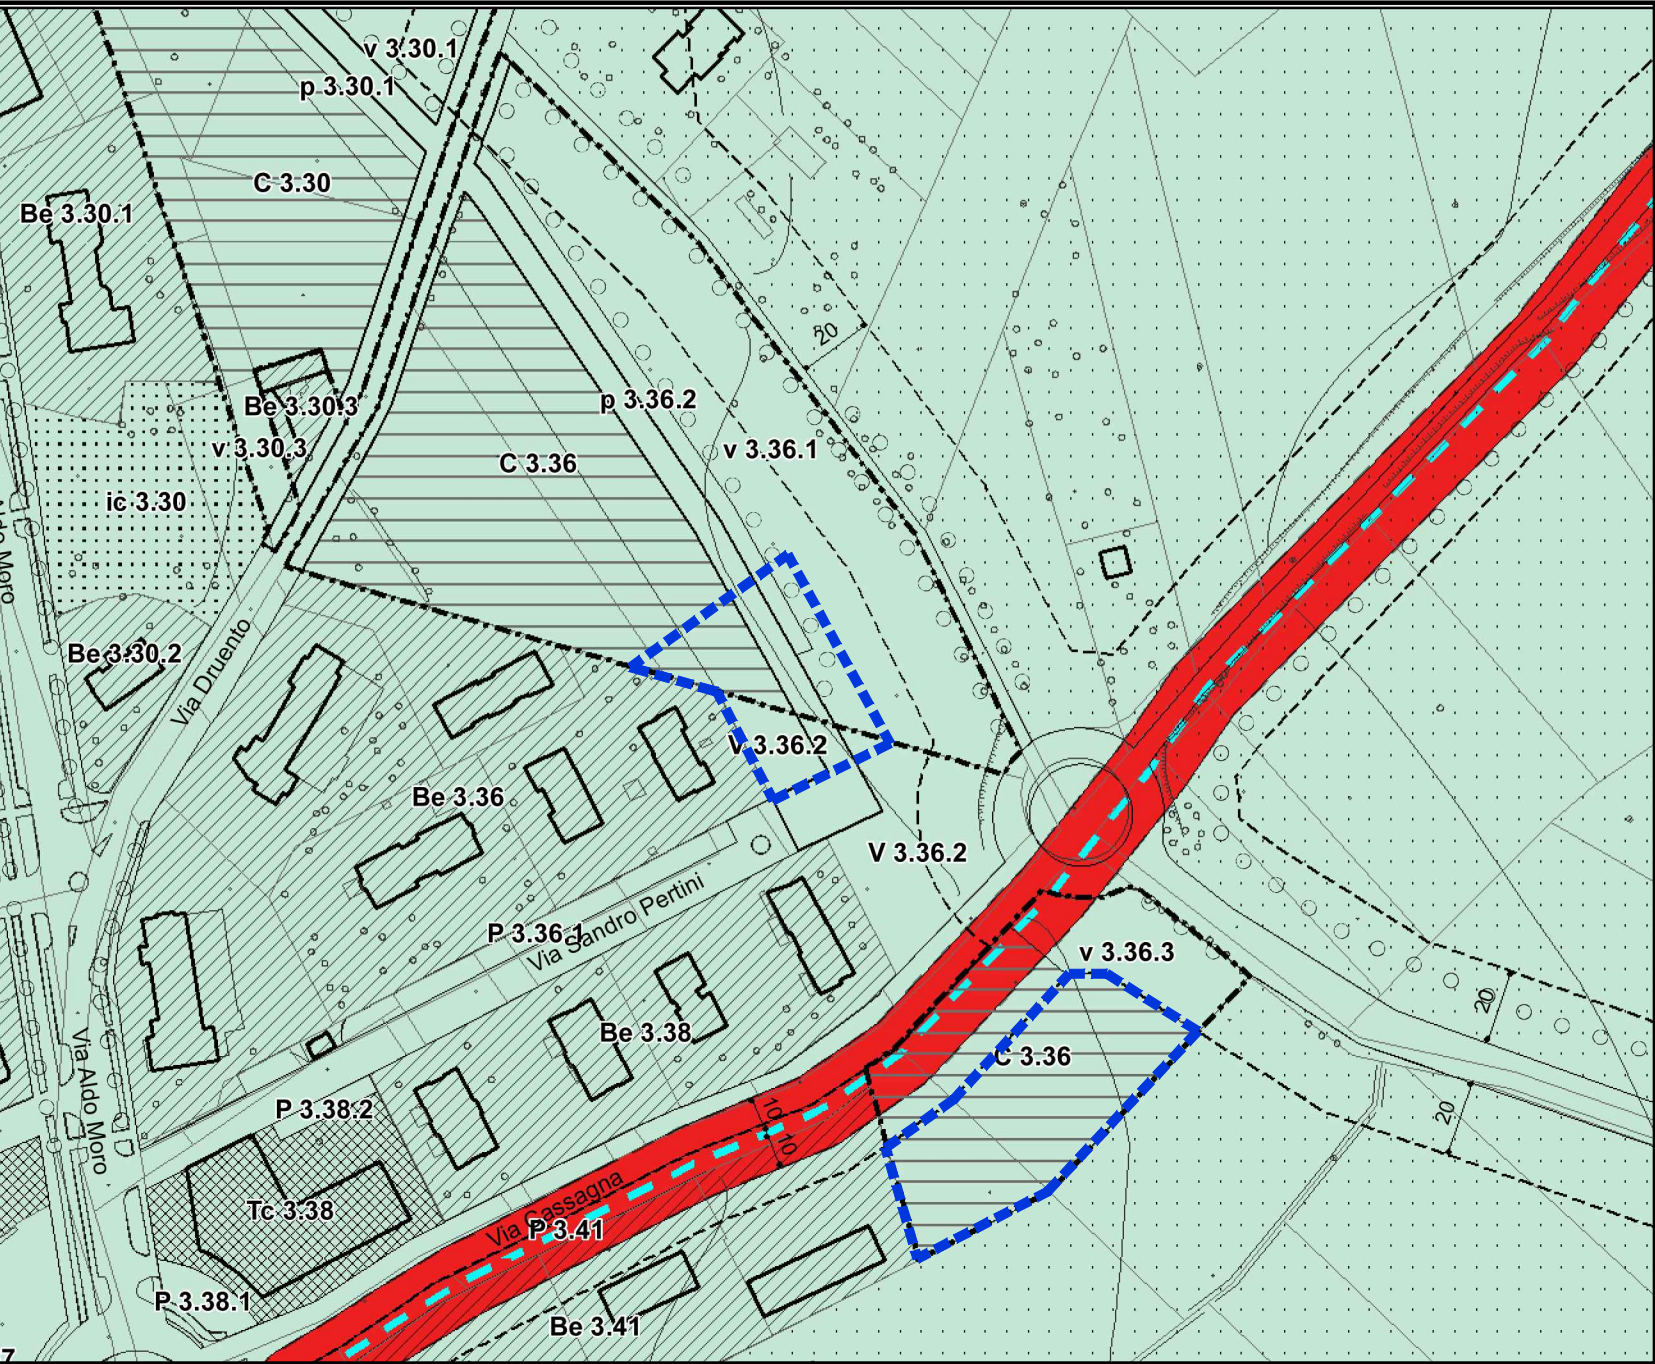 v 3.30.1
p 3.30.1
C 3.30
Be 3.30.1
20
p 3.36.2
Be 3.30.3
v 3.30.3
v 3.36.1
C 3.36
ic 3.30
Aldo Moro
Be 3.30.2
Via Druento
V 3.36.2
Be 3.36
V 3.36.2
P 3.36.1
Via Sandro Pertini
v 3.36.3
20
Be 3.38
C 3.36
Via Aldo Moro
P 3.38.2
10
10
20
Tc 3.38
Via Cassagna
P 3.41
P 3.38.1
Be 3.41
7